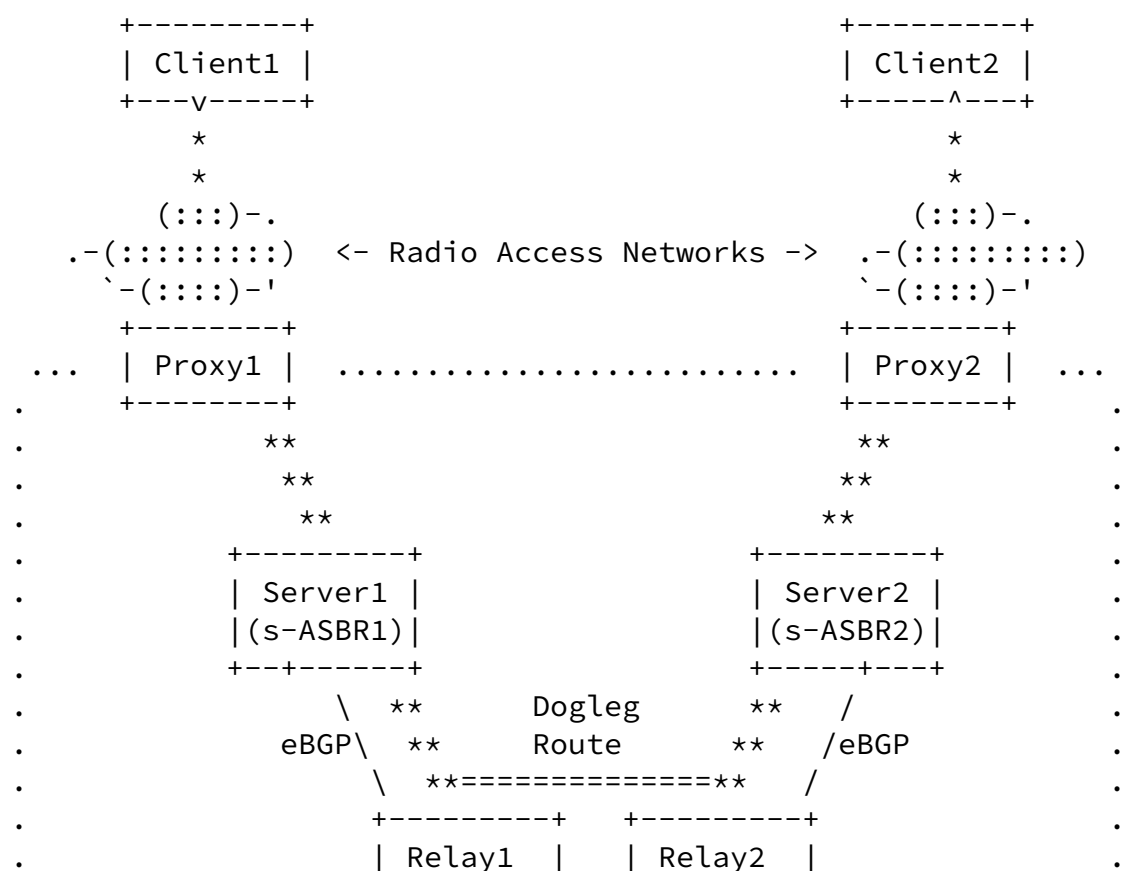 +---------+                              +---------+
| Client1 |                              | Client2 |
+---v-----+                              +-----^---+
*                                         *
*                                         *
(:::)-.                                 (:::)-.
.-(:::::::::)  <- Radio Access Networks ->  .-(:::::::::)
`-(::::)-'                              `-(::::)-'
+--------+                              +--------+
...  | Proxy1 |  ..........................  | Proxy2 |  ...
.     +--------+                              +--------+     .
.             **                               **             .
.              **                             **              .
.               **                           **               .
.           +---------+                  +---------+          .
.           | Server1 |                  | Server2 |          .
.           |(s-ASBR1)|                  |(s-ASBR2)|          .
.           +--+------+                  +-----+---+          .
.                 \  **      Dogleg      **  /               .
.              eBGP\  **     Route      **  /eBGP            .
.                   \  **==============**   /                .
.                   +---------+   +---------+                .
.                   | Relay1  |   | Relay2  |                .